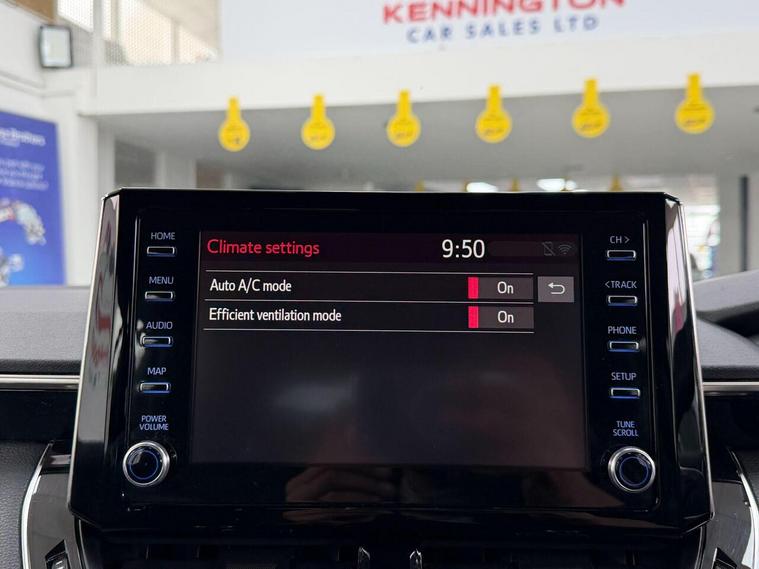 KENNINGTON
CAR SALES LTD
HOME
MENU
AUDIO
MAP
POWER
VOLUME
Climate settings
9:50
Auto A/C mode On
Efficient ventilation mode On
CH >
<TRACK
PHONE
SETUP
TUNE
SCROLL